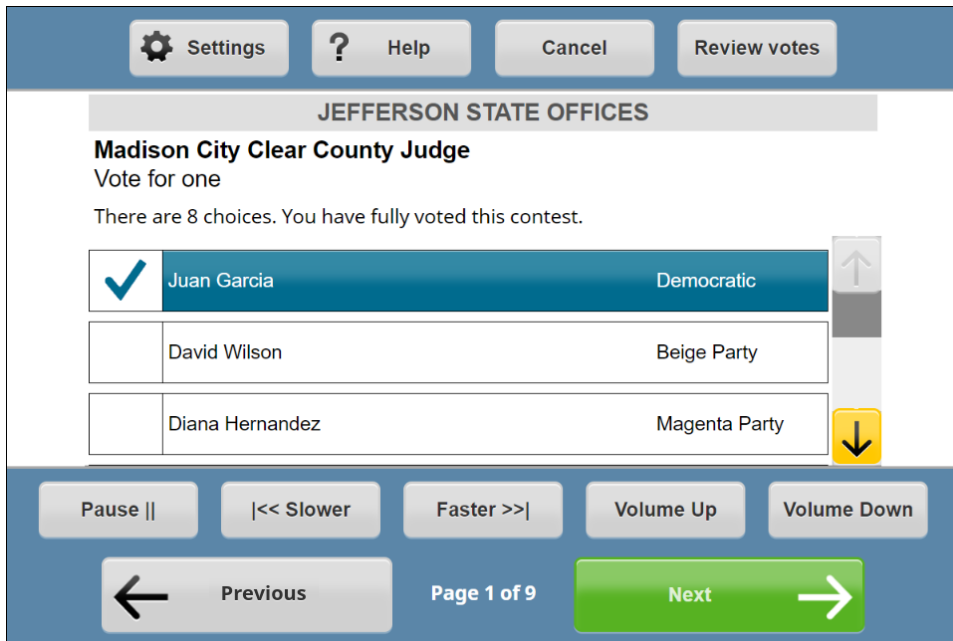 Settings
? Help
Cancel
Review votes
JEFFERSON STATE OFFICES
Madison City Clear County Judge
Vote for one
There are 8 choices. You have fully voted this contest.
Juan Garcia Democratic
David Wilson Beige Party
Diana Hernandez Magenta Party
Pause ||
|<< Slower
Faster >>|
Volume Up
Volume Down
Previous
Page 1 of 9
Next